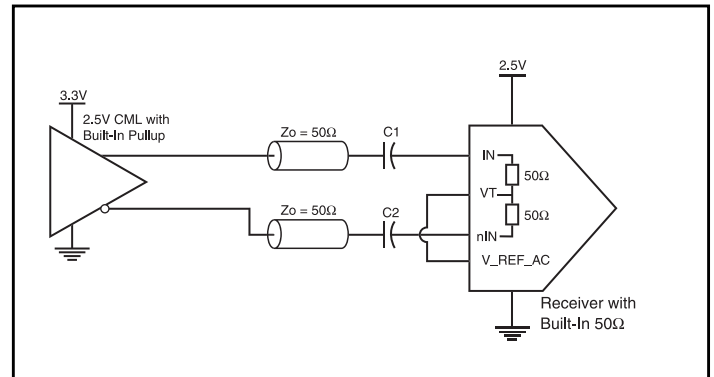 3.3V
2.5V CML with
Built-In Pullup
Zo = 50Ω
C1
Zo = 50Ω
C2
2.5V
IN
50Ω
VT
50Ω
nIN
V_REF_AC
Receiver with
Built-In 50Ω